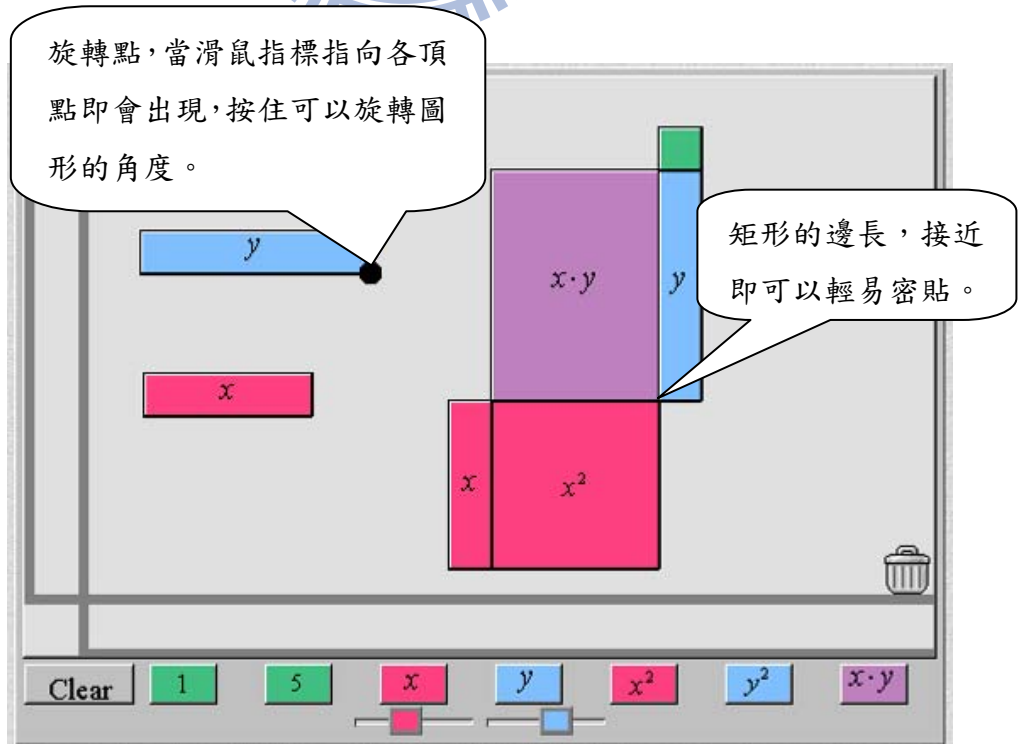 旋轉點，當滑鼠指標指向各頂
點即會出現，按住可以旋轉圖
形的角度。
y
x·y
y
矩形的邊長，接近
即可以輕易密貼。
x
x
x²
Clear 1 5 x y x² y² x·y